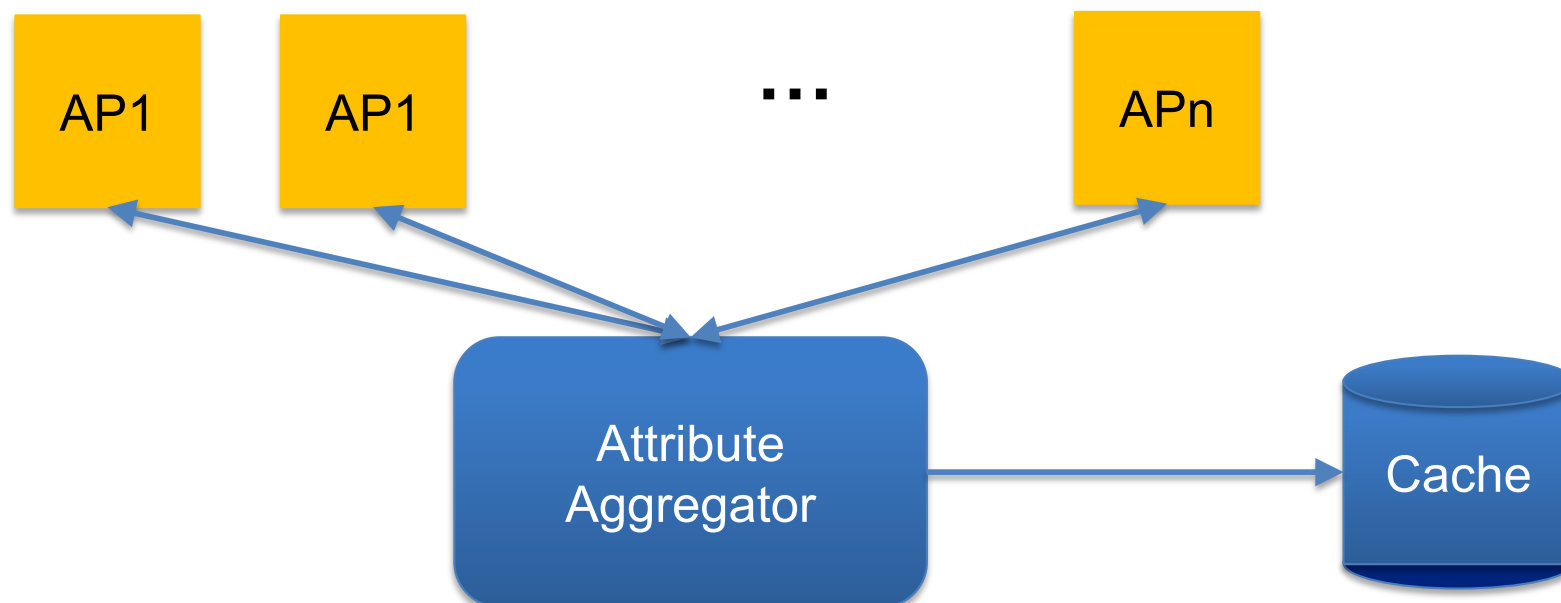 AP1
AP1
...
APn
Attribute
Aggregator
Cache